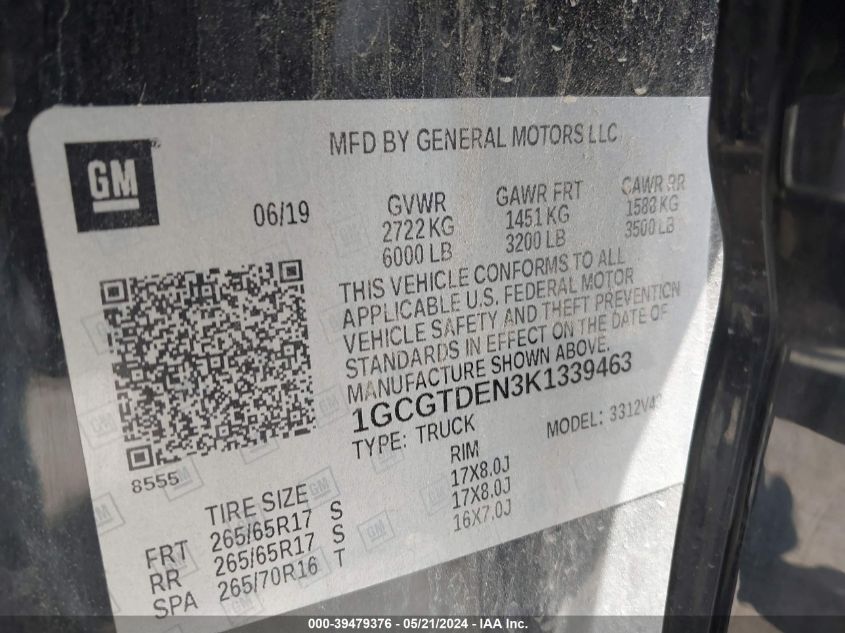 MFD BY GENERAL MOTORS LLC
GM
06/19
GVWR GAWR FRT GAWR RR
2722 KG 1451 KG 1588 KG
6000 LB 3200 LB 3500 LB
THIS VEHICLE CONFORMS TO ALL
APPLICABLE U.S. FEDERAL MOTOR
VEHICLE SAFETY AND THEFT PREVENTION
STANDARDS IN EFFECT ON THE DATE OF
MANUFACTURE SHOWN ABOVE.
1GCGTDEN3K1339463
TYPE: TRUCK MODEL: 3312V43
8555
TIRE SIZE RIM
FRT 265/65R17 S 17X8.0J
RR 265/65R17 S 17X8.0J
SPA 265/70R16 T 16X7.0J
000-39479376 - 05/21/2024 - IAA Inc.